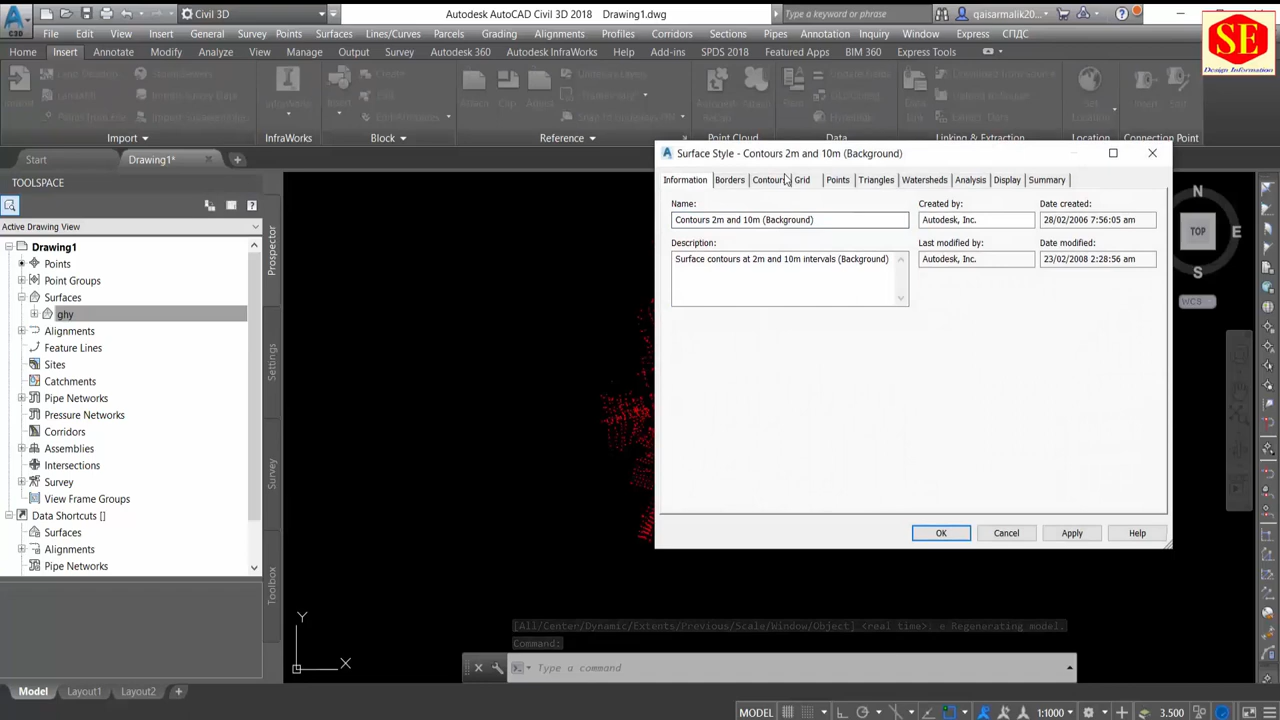 Civil 3D
Autodesk AutoCAD Civil 3D 2018 Drawing1.dwg
Type a keyword or phrase
qaisarmalik20...
C3D
File Edit View Insert General Survey Points Surfaces Lines/Curves Parcels Grading Alignments Profiles Corridors Sections Pipes Annotation Inquiry Window Express СПДС
Home Insert Annotate Modify Analyze View Manage Output Survey Autodesk 360 Autodesk InfraWorks Help Add-ins SPDS 2018 Featured Apps BIM 360 Express Tools
SE
Design Information
Import InfraWorks Block Reference Point Cloud Data Linking & Extraction Location Connection Point
Start Drawing1* +
TOOLSPACE
Active Drawing View
Drawing1
Points
Point Groups
Surfaces
ghy
Alignments
Feature Lines
Sites
Catchments
Pipe Networks
Pressure Networks
Corridors
Assemblies
Intersections
Survey
View Frame Groups
Data Shortcuts []
Surfaces
Alignments
Pipe Networks
Prospector
Settings
Survey
Toolbox
Surface Style - Contours 2m and 10m (Background)
Information Borders Contours Grid Points Triangles Watersheds Analysis Display Summary
Name: Created by: Date created:
Contours 2m and 10m (Background) Autodesk, Inc. 28/02/2006 7:56:05 am
Description: Last modified by: Date modified:
Surface contours at 2m and 10m intervals (Background) Autodesk, Inc. 23/02/2008 2:28:56 am
OK Cancel Apply Help
N
TOP E
S
WCS
Y
X
[All/Center/Dynamic/Extents/Previous/Scale/Window/Object] <real time>: e Regenerating model.
Command:
Type a command
Model Layout1 Layout2 +
MODEL 1:1000 3.500